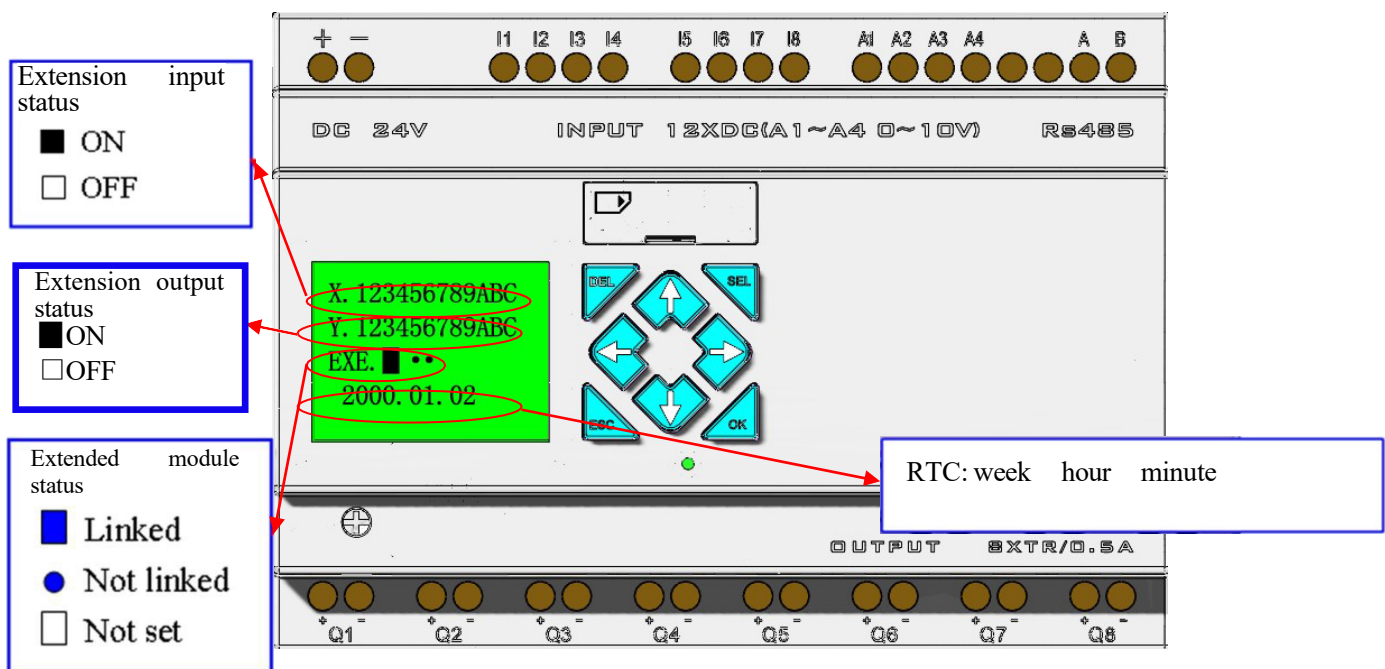 + - I1 I2 I3 I4 I5 I6 I7 I8 AI A2 A3 A4 A B
DC 24V INPUT 12XDC(A1~A4 0~10V) Rs485
Extension input
status
ON
OFF
Extension output
status
ON
OFF
Extended module
status
Linked
Not linked
Not set
X.123456789ABC
Y.123456789ABC
EXE.
2000.01.02
DEL SEL
ESC OK
RTC: week hour minute
OUTPUT 8XTR/0.5A
+ - + - + - + - + - + - + - + -
Q1 Q2 Q3 Q4 Q5 Q6 Q7 Q8